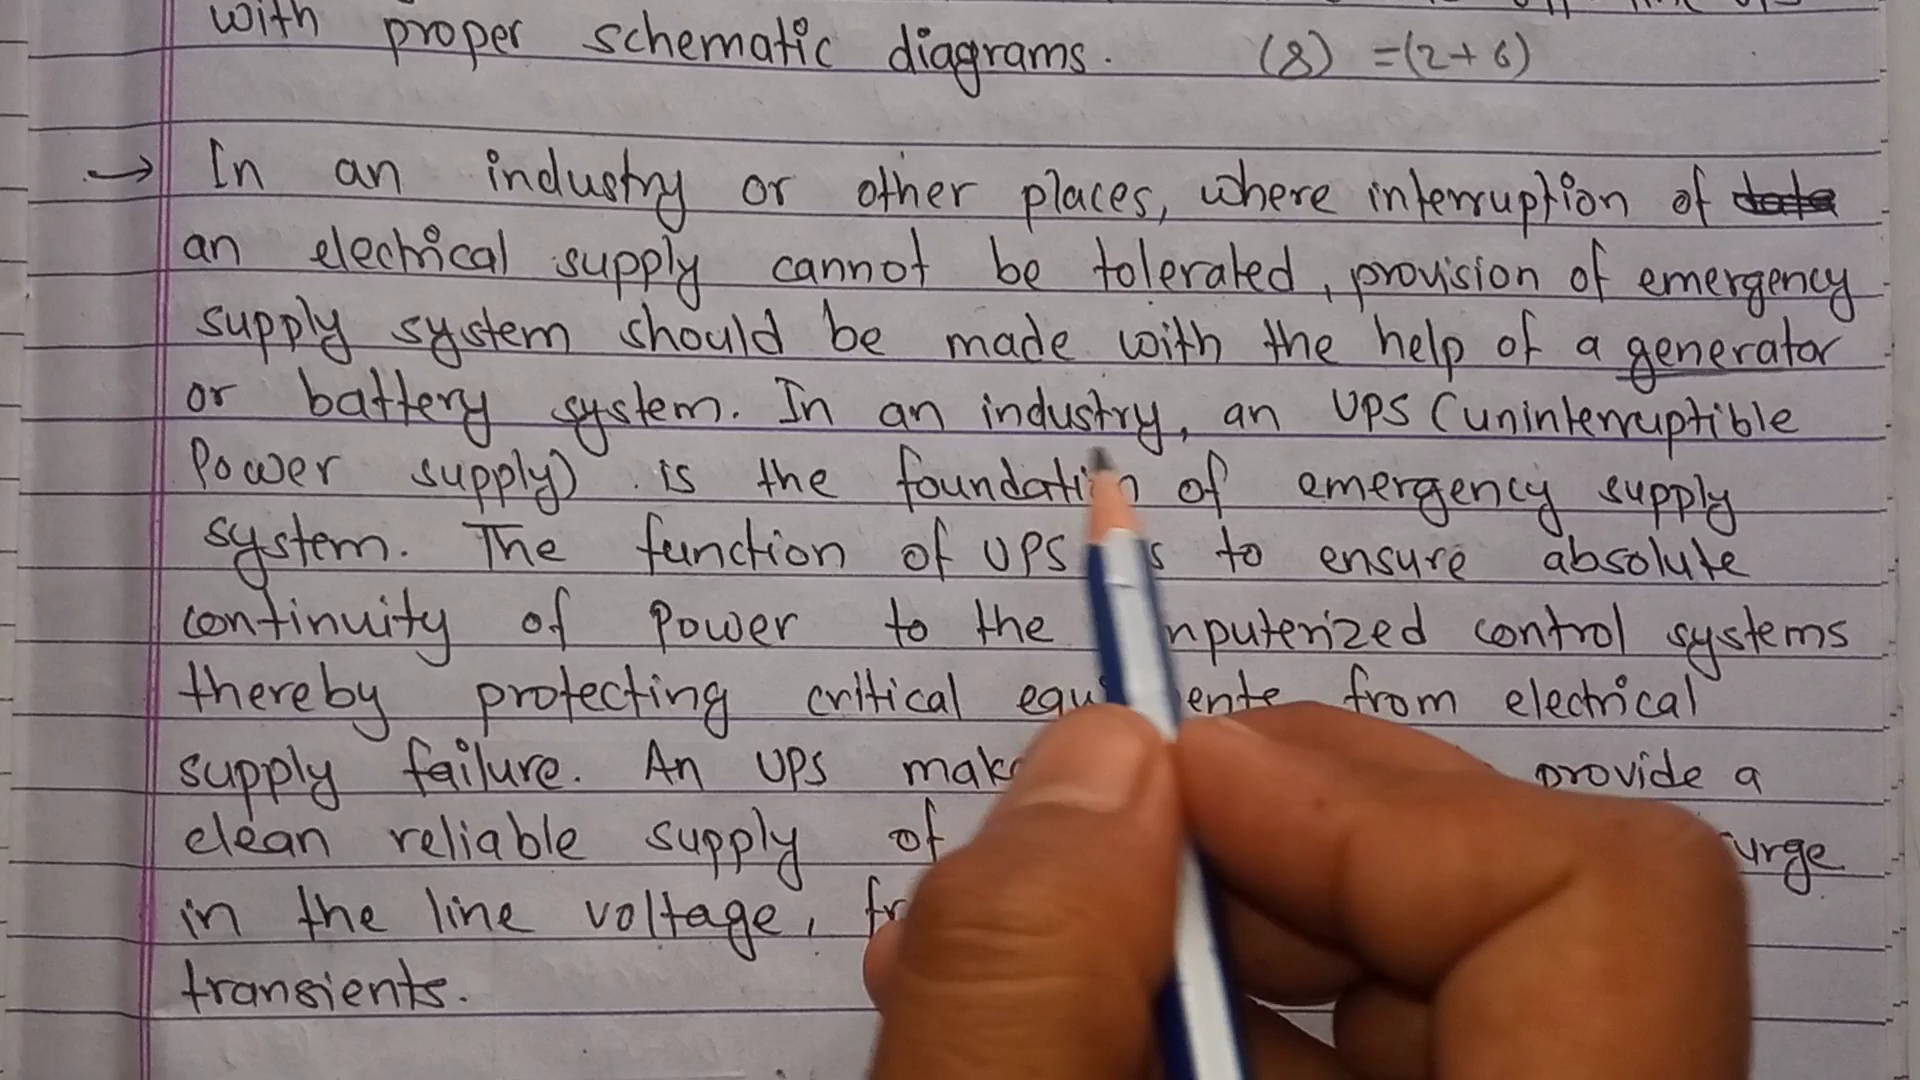 with proper schematic diagrams. (8) =(2+6)
→ In an industry or other places, where interruption of
an electrical supply cannot be tolerated, provision of emergency
supply system should be made with the help of a generator
or battery system. In an industry, an UPS (uninterruptible
Power supply) is the foundation of emergency supply
system. The function of UPS to ensure absolute
continuity of Power to the control systems
thereby protecting critical from electrical
supply failure. An UPS provide a
clean reliable supply of
in the line voltage,
transients.